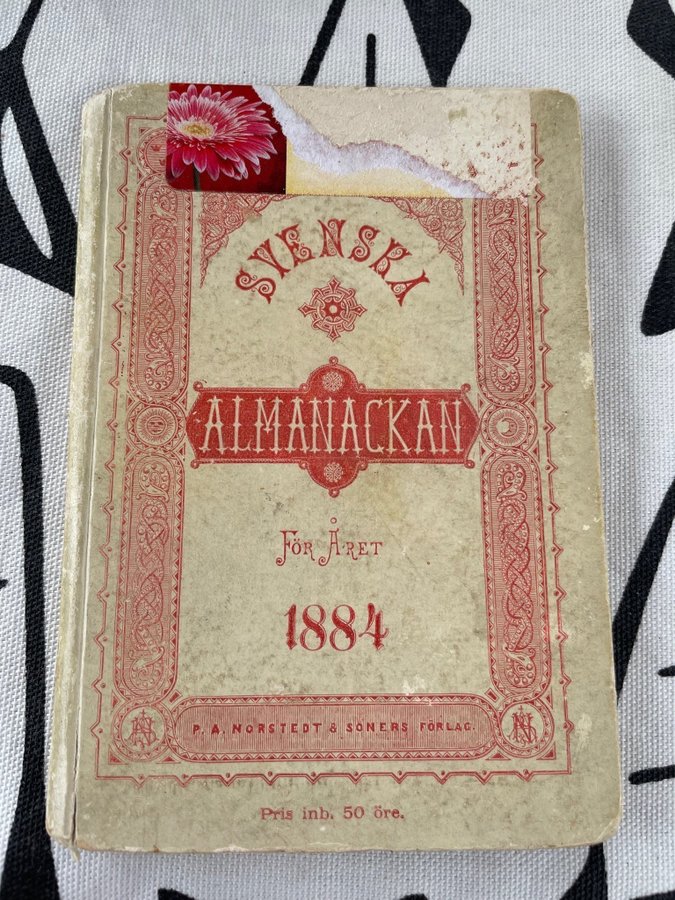 SVENSKA
ALMANACKAN
FÖR ÅRET
1884
P. A. NORSTEDT & SÖNERS FÖRLAG.
Pris inb. 50 öre.